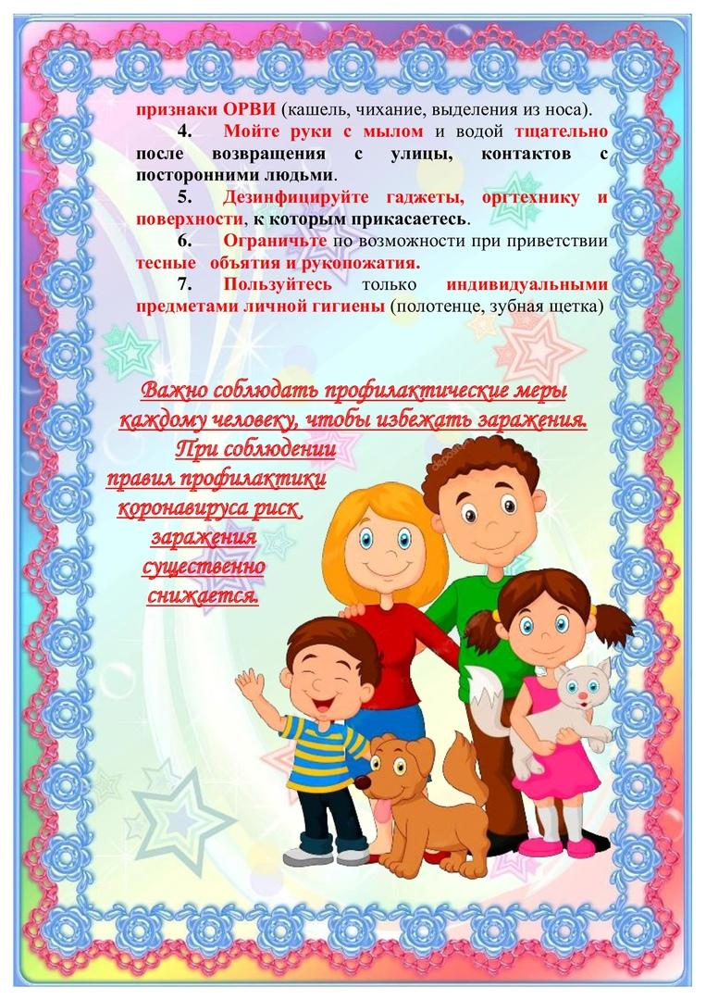 признаки ОРВИ (кашель, чихание, выделения из носа).
4. Мойте руки с мылом и водой тщательно
после возвращения с улицы, контактов с
посторонними людьми.
5. Дезинфицируйте гаджеты, оргтехнику и
поверхности, к которым прикасаетесь.
6. Ограничьте по возможности при приветствии
тесные объятия и рукопожатия.
7. Пользуйтесь только индивидуальными
предметами личной гигиены (полотенце, зубная щетка)
Важно соблюдать профилактические меры
каждому человеку, чтобы избежать заражения.
При соблюдении
правил профилактики
коронавируса риск
заражения
существенно
снижается.